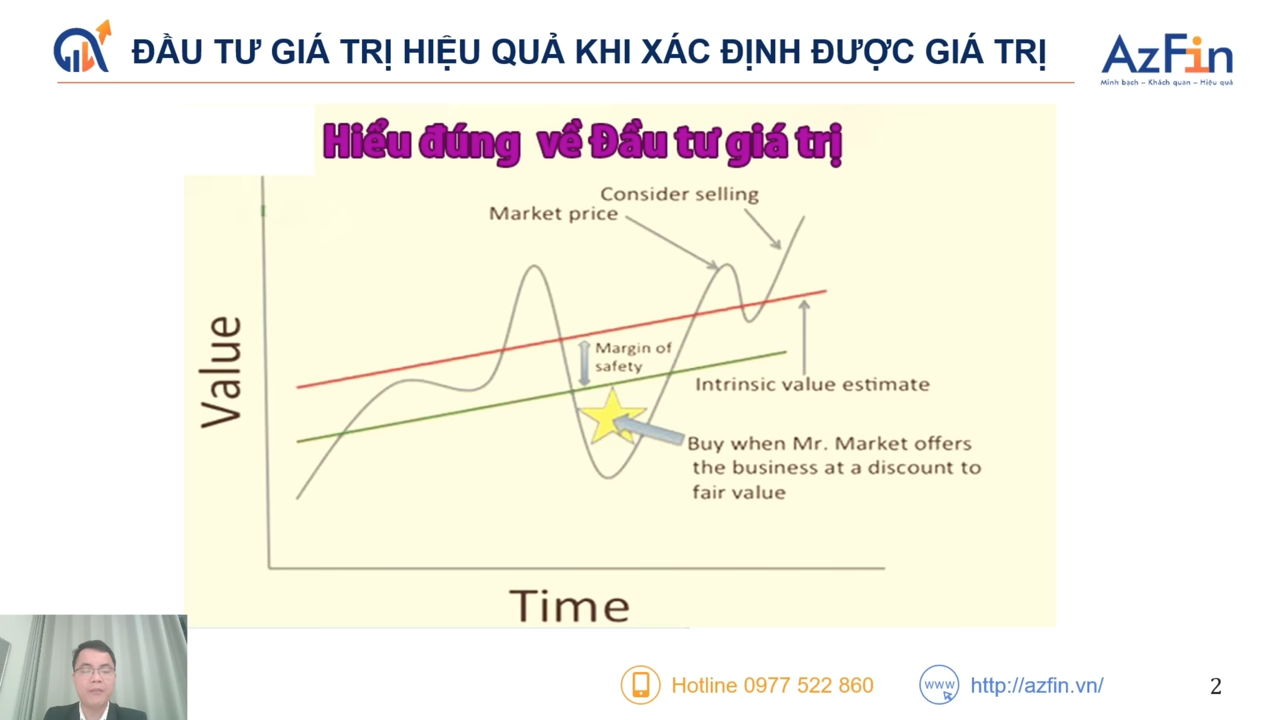 ĐẦU TƯ GIÁ TRỊ HIỆU QUẢ KHI XÁC ĐỊNH ĐƯỢC GIÁ TRỊ
AzFin
Minh bạch – Khách quan – Hiệu quả
Hiểu đúng về Đầu tư giá trị
Consider selling
Market price
Value
Margin of
safety
Intrinsic value estimate
Buy when Mr. Market offers
the business at a discount to
fair value
Time
Hotline 0977 522 860
www
http://azfin.vn/
2